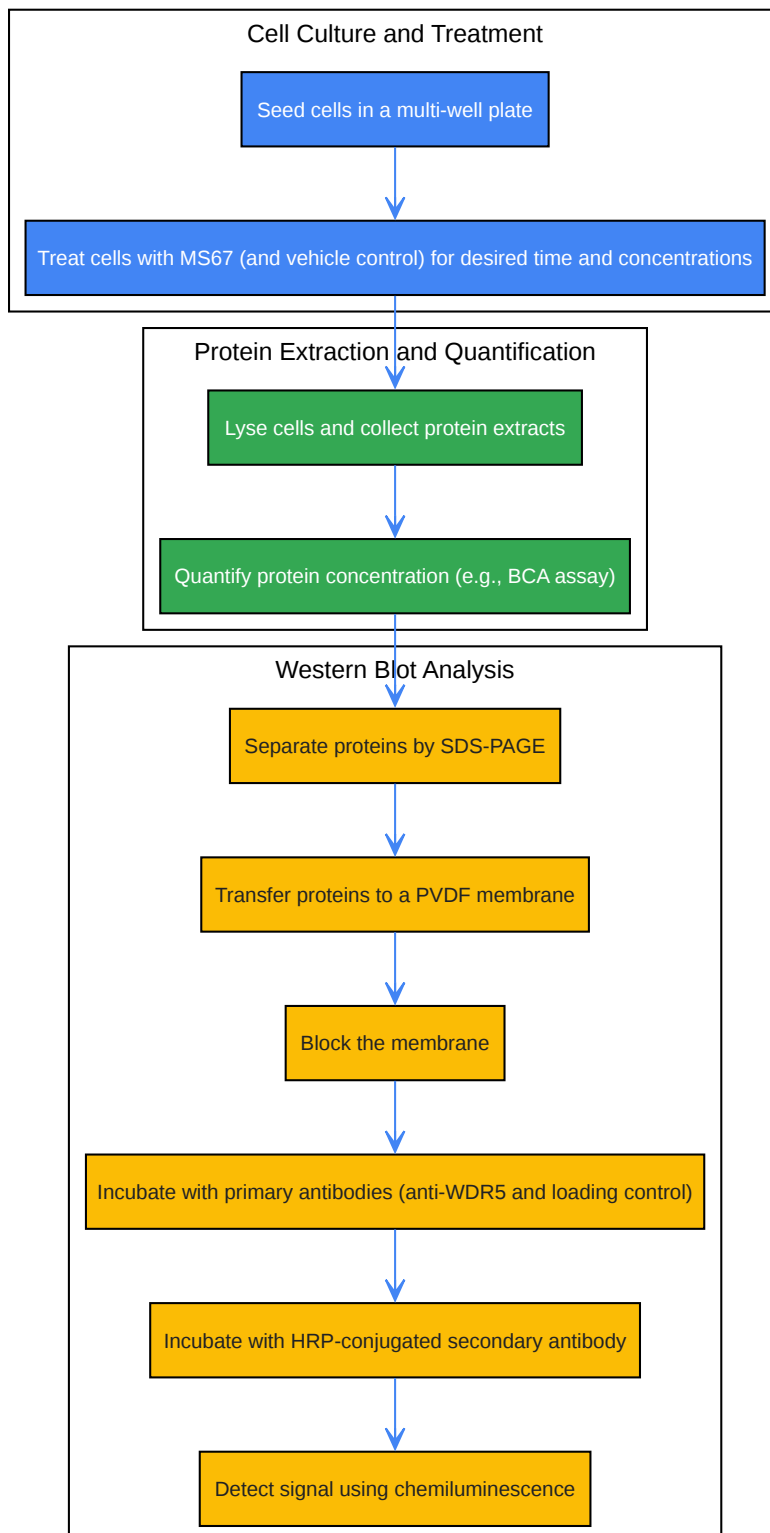 Cell Culture and Treatment
Seed cells in a multi-well plate
Treat cells with MS67 (and vehicle control) for desired time and concentrations
Protein Extraction and Quantification
Lyse cells and collect protein extracts
Quantify protein concentration (e.g., BCA assay)
Western Blot Analysis
Separate proteins by SDS-PAGE
Transfer proteins to a PVDF membrane
Block the membrane
Incubate with primary antibodies (anti-WDR5 and loading control)
Incubate with HRP-conjugated secondary antibody
Detect signal using chemiluminescence